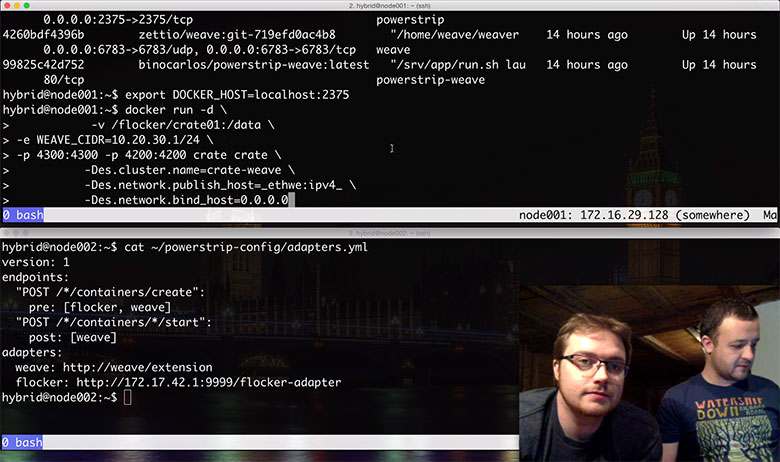 2. hybrid@node001: ~ (ssh)
0.0.0.0:2375->2375/tcp powerstrip
4260bdf4396b zettio/weave:git-719efd0ac4b8 "/home/weave/weaver 14 hours ago Up 14 hours
0.0.0.0:6783->6783/udp, 0.0.0.0:6783->6783/tcp weave
99825c42d752 binocarlos/powerstrip-weave:latest "/srv/app/run.sh lau 14 hours ago Up 14 hours
80/tcp powerstrip-weave
hybrid@node001:~$ export DOCKER_HOST=localhost:2375
hybrid@node001:~$ docker run -d \
> -v /flocker/crate01:/data \
> -e WEAVE_CIDR=10.20.30.1/24 \
> -p 4300:4300 -p 4200:4200 crate crate \
> -Des.cluster.name=crate-weave \
> -Des.network.publish_host=_ethwe:ipv4_ \
> -Des.network.bind_host=0.0.0.0
0 bash node001: 172.16.29.128 (somewhere) Ma
3. hybrid@node002: ~ (ssh)
hybrid@node002:~$ cat ~/powerstrip-config/adapters.yml
version: 1
endpoints:
"POST /*/containers/create":
pre: [flocker, weave]
"POST /*/containers/*/start":
post: [weave]
adapters:
weave: http://weave/extension
flocker: http://172.17.42.1:9999/flocker-adapter
hybrid@node002:~$
0 bash
WATERSHIP
DOWN